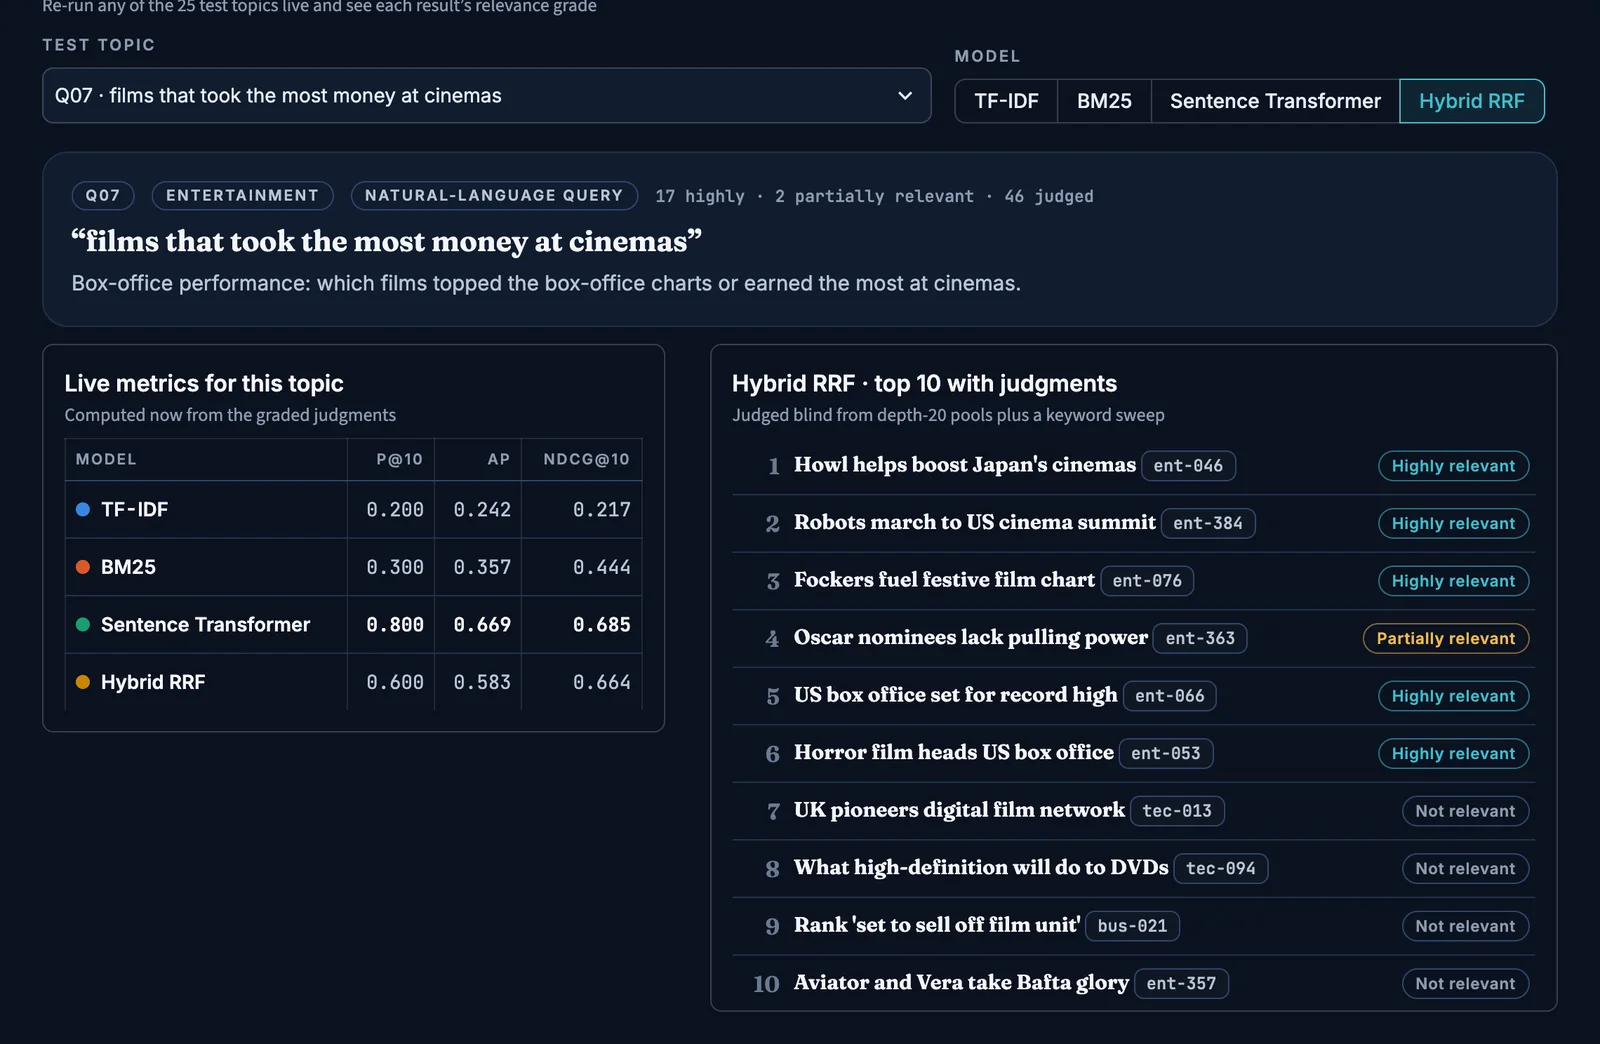 Re-run any of the 25 test topics live and see each result's relevance grade
TEST TOPIC
Q07 · films that took the most money at cinemas
MODEL
TF-IDF BM25 Sentence Transformer Hybrid RRF
Q07 ENTERTAINMENT NATURAL-LANGUAGE QUERY 17 highly · 2 partially relevant · 46 judged
“films that took the most money at cinemas”
Box-office performance: which films topped the box-office charts or earned the most at cinemas.
Live metrics for this topic
Computed now from the graded judgments
MODEL P@10 AP NDCG@10
TF-IDF 0.200 0.242 0.217
BM25 0.300 0.357 0.444
Sentence Transformer 0.800 0.669 0.685
Hybrid RRF 0.600 0.583 0.664
Hybrid RRF · top 10 with judgments
Judged blind from depth-20 pools plus a keyword sweep
1 Howl helps boost Japan's cinemas ent-046 Highly relevant
2 Robots march to US cinema summit ent-384 Highly relevant
3 Fockers fuel festive film chart ent-076 Highly relevant
4 Oscar nominees lack pulling power ent-363 Partially relevant
5 US box office set for record high ent-066 Highly relevant
6 Horror film heads US box office ent-053 Highly relevant
7 UK pioneers digital film network tec-013 Not relevant
8 What high-definition will do to DVDs tec-094 Not relevant
9 Rank 'set to sell off film unit' bus-021 Not relevant
10 Aviator and Vera take Bafta glory ent-357 Not relevant